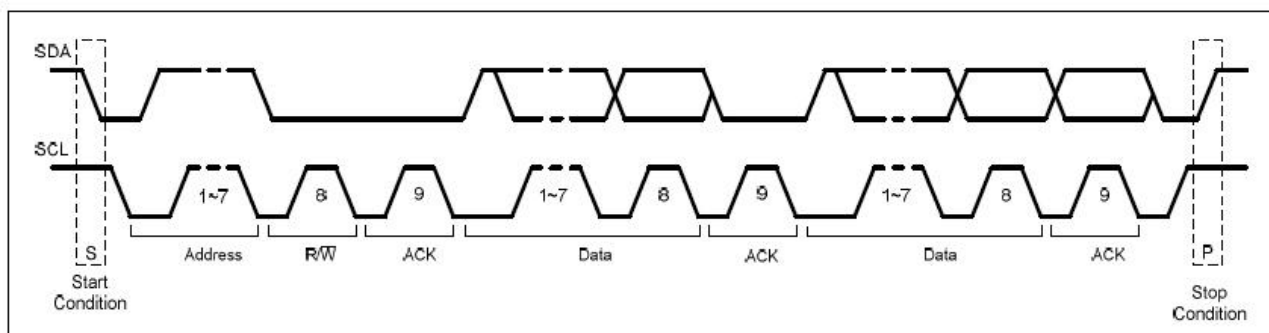 SDA
SCL
1~7 8 9 1~7 8 9 1~7 8 9
S Address R/W̅ ACK Data ACK Data ACK P
Start Condition
Stop Condition